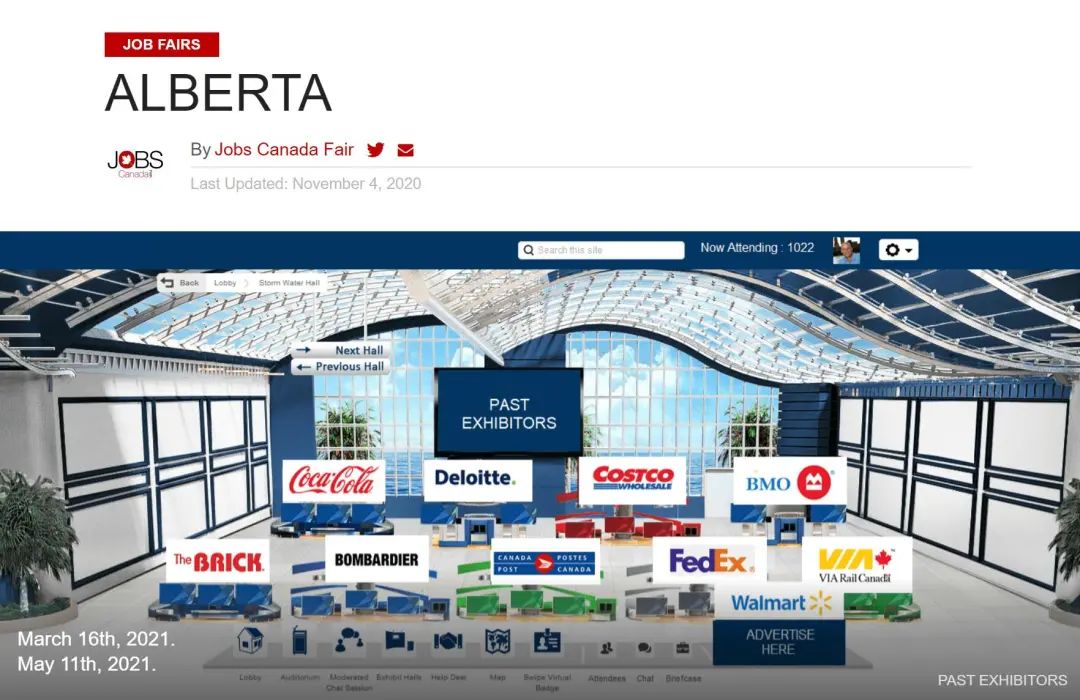 JOB FAIRS
ALBERTA
JOBS
Canada
By Jobs Canada Fair
Last Updated: November 4, 2020
Search this site
Now Attending : 1022
Back Lobby Storm Water Hall
Next Hall
Previous Hall
PAST
EXHIBITORS
Coca-Cola
Deloitte.
COSTCO
WHOLESALE
BMO
The BRICK.
BOMBARDIER
CANADA POSTES
POST CANADA
FedEx
VIA
VIA Rail Canada
Walmart
ADVERTISE
HERE
March 16th, 2021.
May 11th, 2021.
Lobby
Auditorium
Moderated
Chat Session
Exhibit Halls
Help Desk
Map
Swipe Virtual
Badge
Attendees
Chat
Briefcase
PAST EXHIBITORS